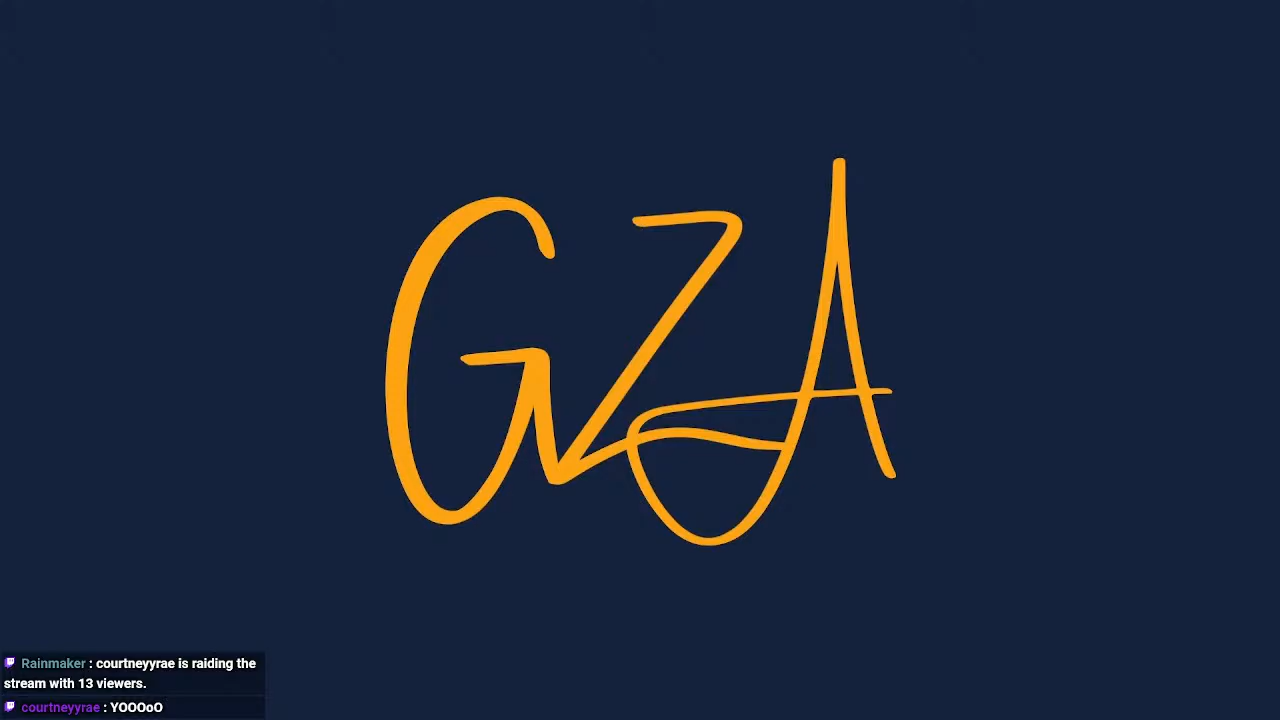 GZA
Rainmaker : courtneyyrae is raiding the
stream with 13 viewers.
courtneyyrae : YOOOoO